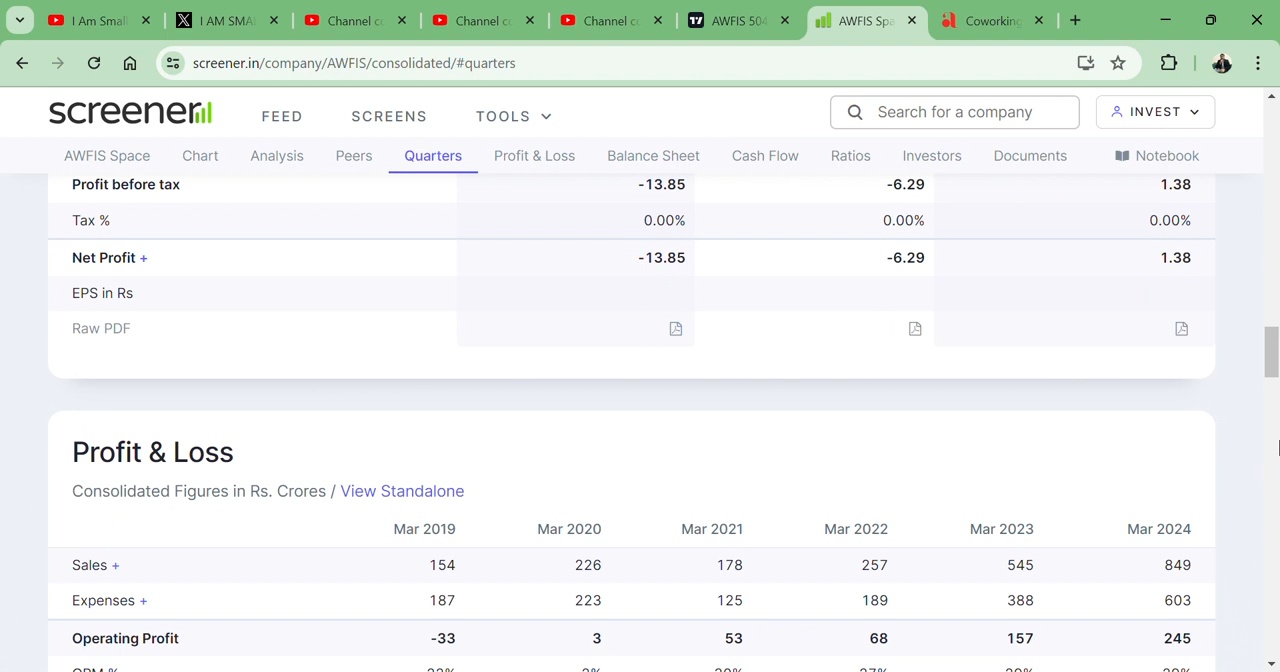 I Am Small
I AM SMA
Channel co
Channel co
Channel co
AWFIS 504
AWFIS Spa
Coworking
screener.in/company/AWFIS/consolidated/#quarters
screener
FEED
SCREENS
TOOLS
Search for a company
INVEST
AWFIS Space
Chart
Analysis
Peers
Quarters
Profit & Loss
Balance Sheet
Cash Flow
Ratios
Investors
Documents
Notebook
Profit before tax -13.85 -6.29 1.38
Tax % 0.00% 0.00% 0.00%
Net Profit + -13.85 -6.29 1.38
EPS in Rs
Raw PDF
Profit & Loss
Consolidated Figures in Rs. Crores / View Standalone
Mar 2019 Mar 2020 Mar 2021 Mar 2022 Mar 2023 Mar 2024
Sales + 154 226 178 257 545 849
Expenses + 187 223 125 189 388 603
Operating Profit -33 3 53 68 157 245